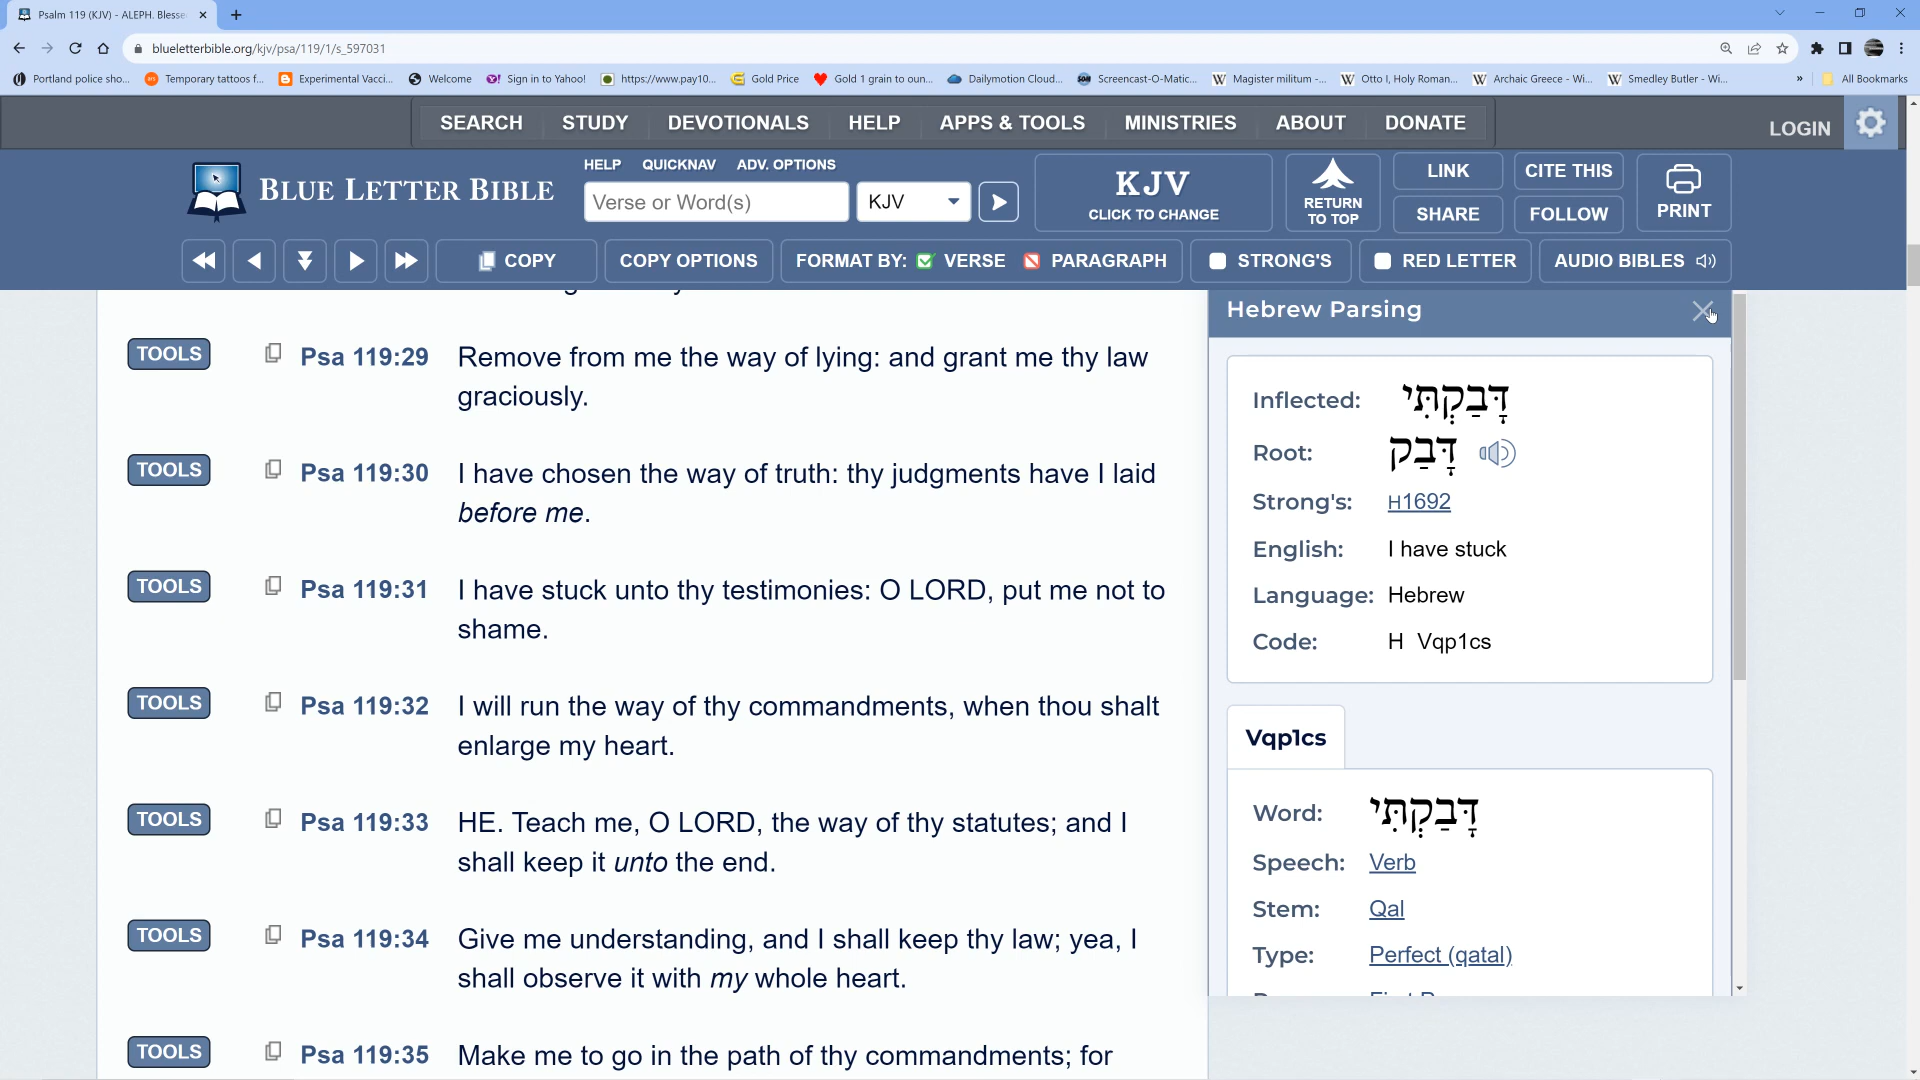 Psalm 119 (KJV) - ALEPH. Blesse
blueletterbible.org/kjv/psa/119/1/s_597031
Portland police sho... Temporary tattoos f... Experimental Vacci... Welcome Sign in to Yahoo! https://www.pay10... Gold Price Gold 1 grain to oun... Dailymotion Cloud... Screencast-O-Matic... Magister militum -... Otto I, Holy Roman... Archaic Greece - Wi... Smedley Butler - Wi... » All Bookmarks
SEARCH STUDY DEVOTIONALS HELP APPS & TOOLS MINISTRIES ABOUT DONATE
LOGIN
HELP QUICKNAV ADV. OPTIONS
BLUE LETTER BIBLE
Verse or Word(s) KJV
KJV
CLICK TO CHANGE
RETURN
TO TOP
LINK CITE THIS
SHARE FOLLOW
PRINT
COPY COPY OPTIONS FORMAT BY: VERSE PARAGRAPH STRONG'S RED LETTER AUDIO BIBLES
TOOLS Psa 119:29 Remove from me the way of lying: and grant me thy law
graciously.
TOOLS Psa 119:30 I have chosen the way of truth: thy judgments have I laid
before me.
TOOLS Psa 119:31 I have stuck unto thy testimonies: O LORD, put me not to
shame.
TOOLS Psa 119:32 I will run the way of thy commandments, when thou shalt
enlarge my heart.
TOOLS Psa 119:33 HE. Teach me, O LORD, the way of thy statutes; and I
shall keep it unto the end.
TOOLS Psa 119:34 Give me understanding, and I shall keep thy law; yea, I
shall observe it with my whole heart.
TOOLS Psa 119:35 Make me to go in the path of thy commandments; for
Hebrew Parsing
Inflected: דָּבַקְתִּי
Root: דָּבַק
Strong's: H1692
English: I have stuck
Language: Hebrew
Code: H Vqp1cs
Vqp1cs
Word: דָּבַקְתִּי
Speech: Verb
Stem: Qal
Type: Perfect (qatal)